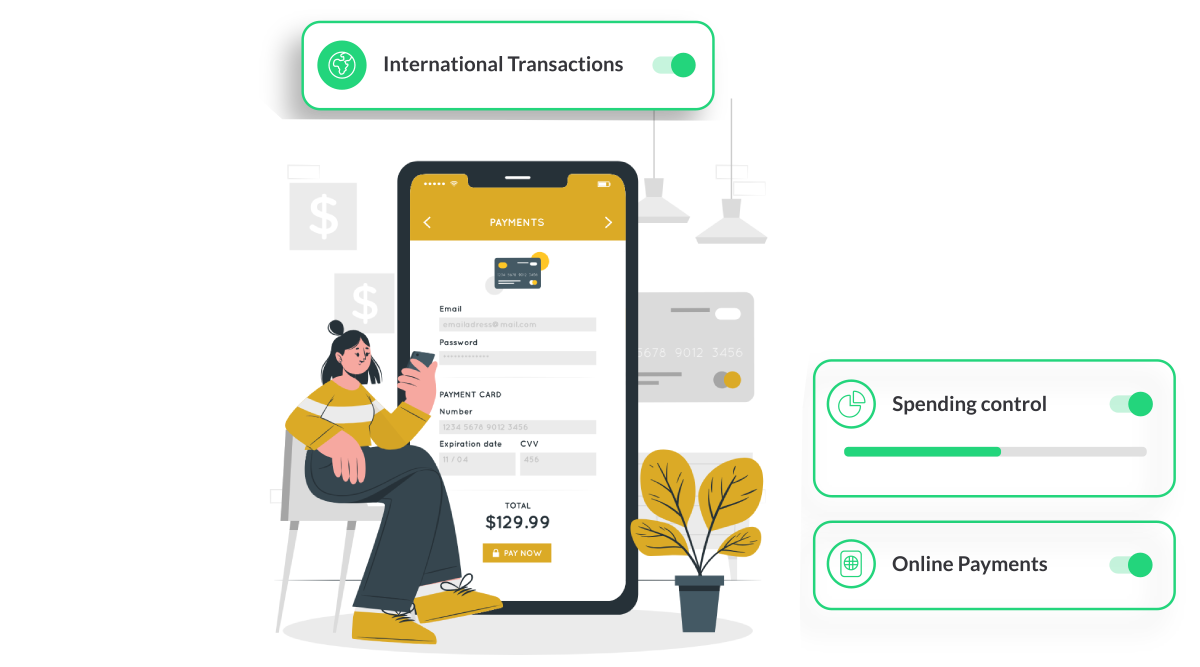 International Transactions
PAYMENTS
Email
emailadress@mail.com
Password
*************
PAYMENT CARD
Number
1234 5678 9012 3456
Expiration date CVV
11 / 04 456
TOTAL
$129.99
PAY NOW
$
$
5678 9012 3456
Spending control
Online Payments